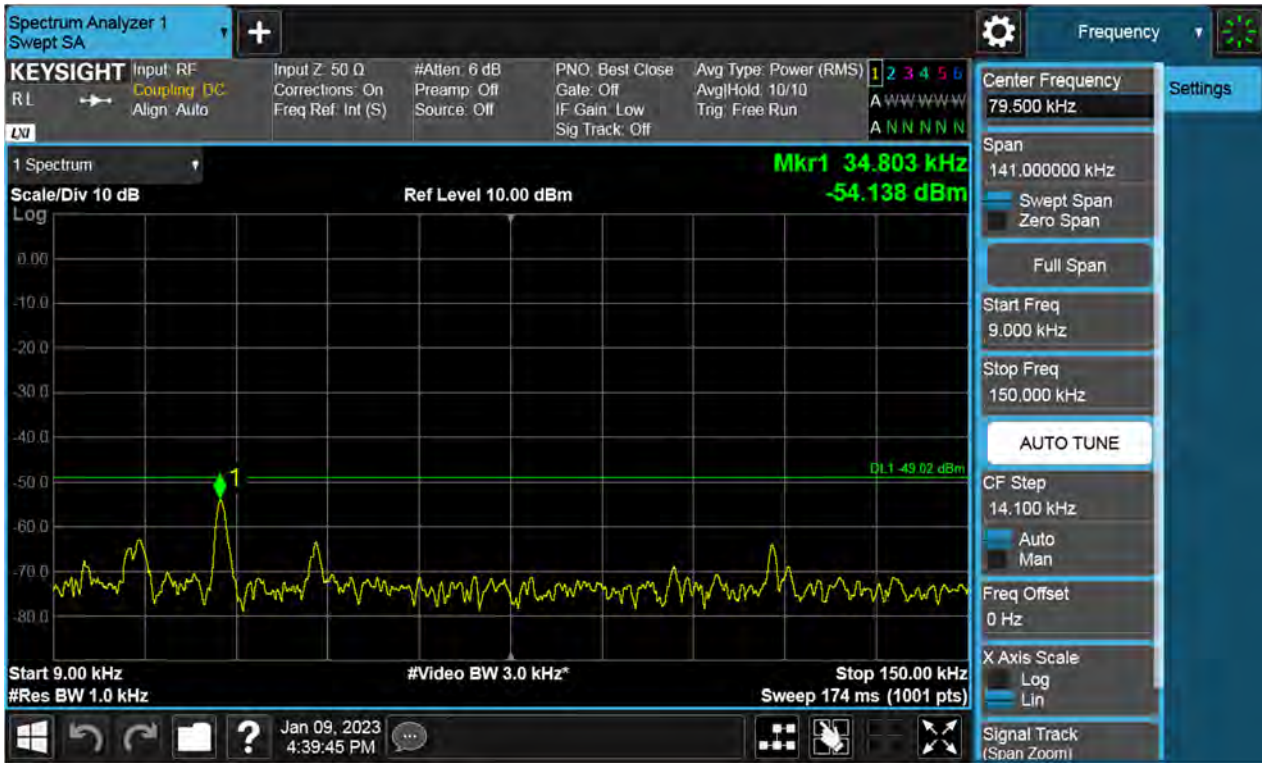 Spectrum Analyzer 1
Swept SA
+
Frequency
KEYSIGHT
RL
LXI
Input: RF
Coupling: DC
Align: Auto
Input Z: 50 Ω
Corrections: On
Freq Ref: Int (S)
#Atten: 6 dB
Preamp: Off
Source: Off
PNO: Best Close
Gate: Off
IF Gain: Low
Sig Track: Off
Avg Type: Power (RMS)
Avg|Hold: 10/10
Trig: Free Run
1 2 3 4 5 6
A W W W W W
A N N N N N
1 Spectrum
Mkr1 34.803 kHz
-54.138 dBm
Scale/Div 10 dB
Ref Level 10.00 dBm
Log
0.00
-10.0
-20.0
-30.0
-40.0
DL1 -49.02 dBm
1
-50.0
-60.0
-70.0
-80.0
Start 9.00 kHz
#Video BW 3.0 kHz*
Stop 150.00 kHz
#Res BW 1.0 kHz
Sweep 174 ms (1001 pts)
?
Jan 09, 2023
4:39:45 PM
Center Frequency
79.500 kHz
Settings
Span
141.000000 kHz
Swept Span
Zero Span
Full Span
Start Freq
9.000 kHz
Stop Freq
150.000 kHz
AUTO TUNE
CF Step
14.100 kHz
Auto
Man
Freq Offset
0 Hz
X Axis Scale
Log
Lin
Signal Track
(Span Zoom)